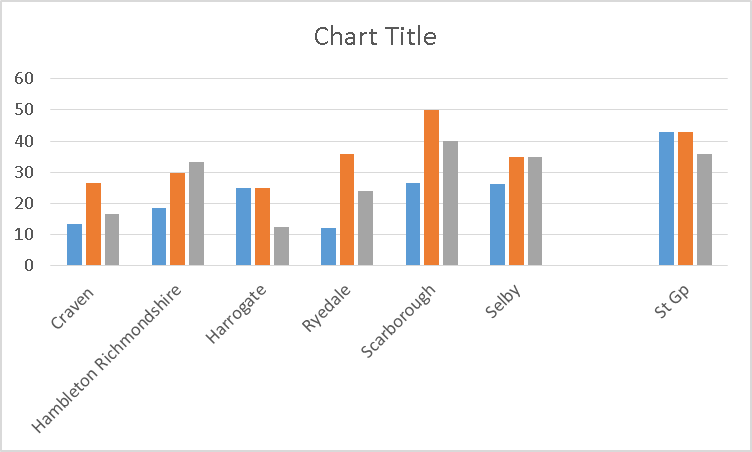 Chart Title
60
50
40
30
20
10
0
Craven
Hambleton Richmondshire
Harrogate
Ryedale
Scarborough
Selby
St Gp